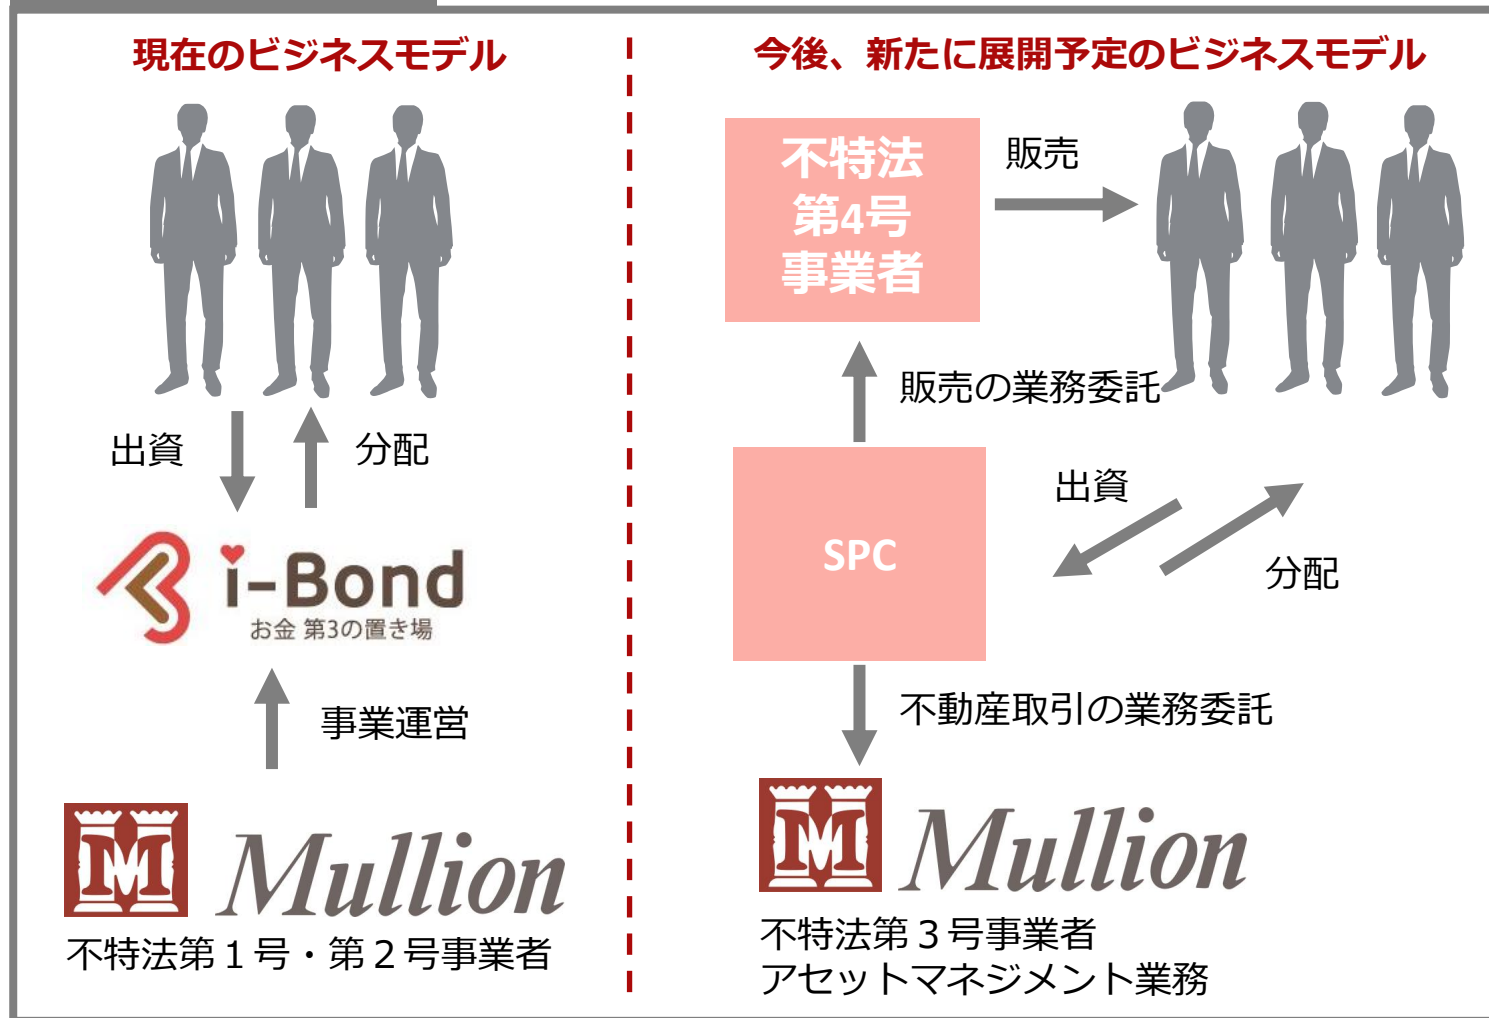 現在のビジネスモデル
出資
分配
i-Bond
お金 第3の置き場
事業運営
M
Mullion
不特法第１号・第２号事業者
今後、新たに展開予定のビジネスモデル
不特法
第4号
事業者
販売
販売の業務委託
SPC
出資
分配
不動産取引の業務委託
M
Mullion
不特法第３号事業者
アセットマネジメント業務